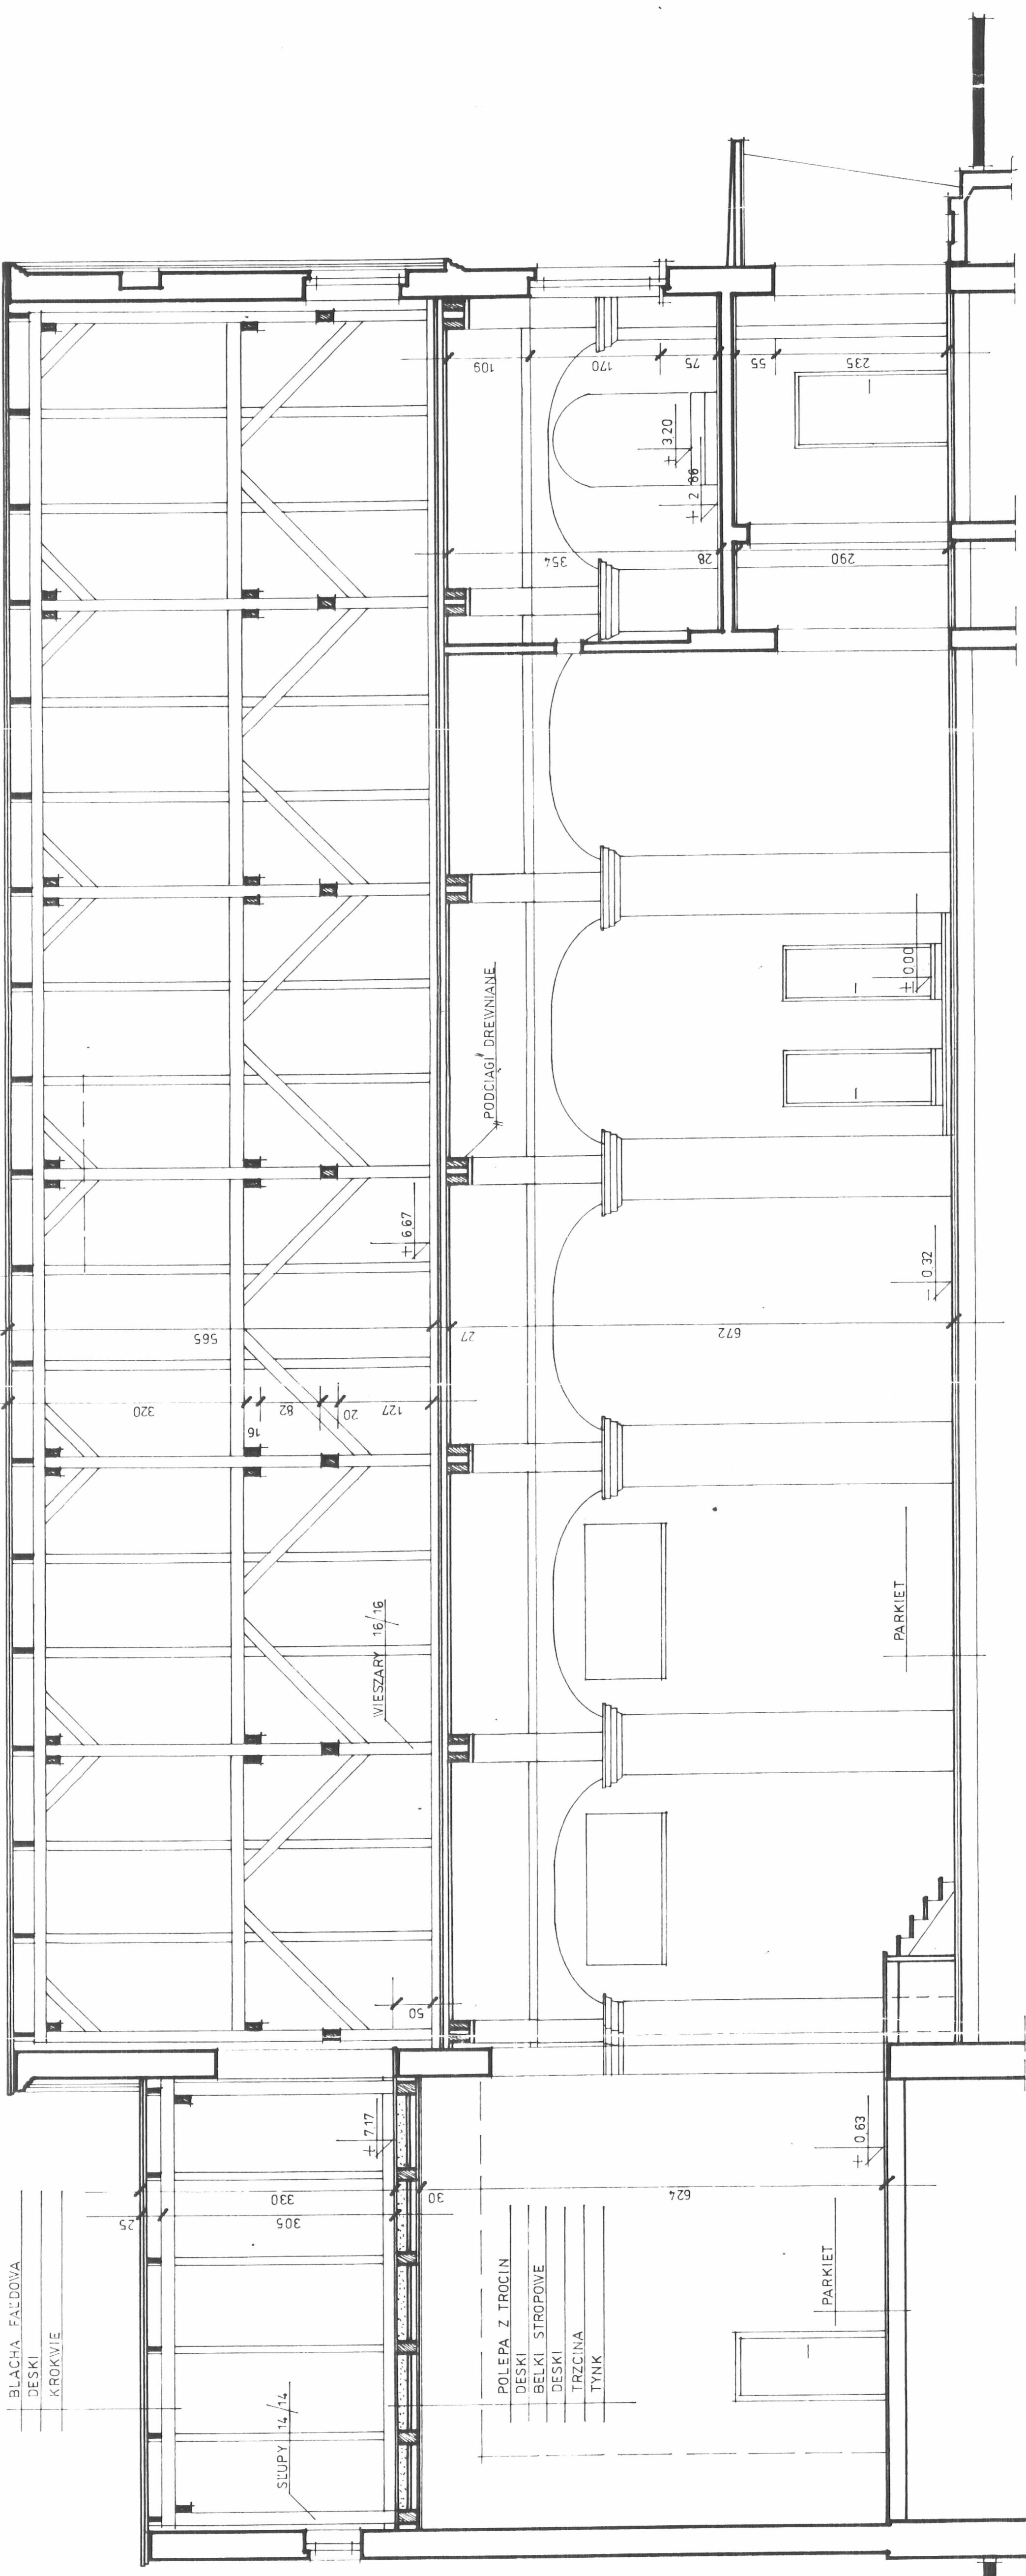 BLACHA FAŁDOWA
DESKI
KROKWIE
25
330
305
SŁUPY 14/14
+ 7.17
30
POLEPA Z TROCIN
DESKI
BELKI STROPOWE
DESKI
TRZCINA
TYNK
624
+ 0.63
PARKIET
50
WIESZARY 16/16
565
320
16
82
20
127
+ 6.67
27
672
PODCIĄGI DREWNIANE
- 0.32
± 0.00
PARKIET
109
170
75
55
235
+ 3.20
+ 2.86
354
28
290